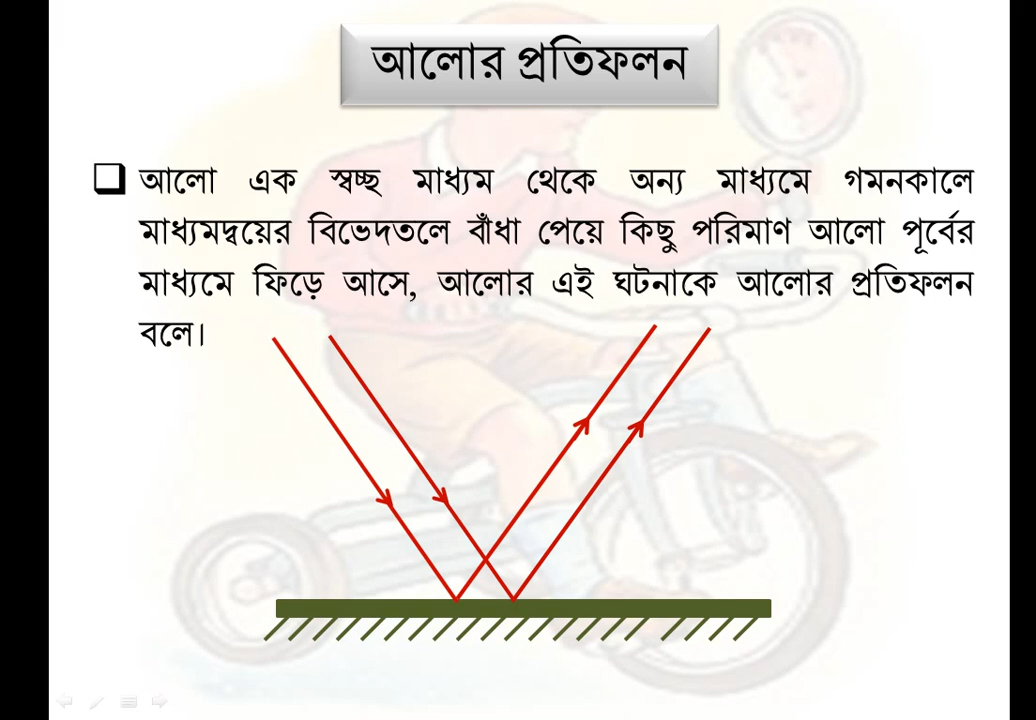 আলোর প্রতিফলন
আলো এক স্বচ্ছ মাধ্যম থেকে অন্য মাধ্যমে গমনকালে
মাধ্যমদ্বয়ের বিভেদতলে বাঁধা পেয়ে কিছু পরিমাণ আলো পূর্বের
মাধ্যমে ফিড়ে আসে, আলোর এই ঘটনাকে আলোর প্রতিফলন
বলে।